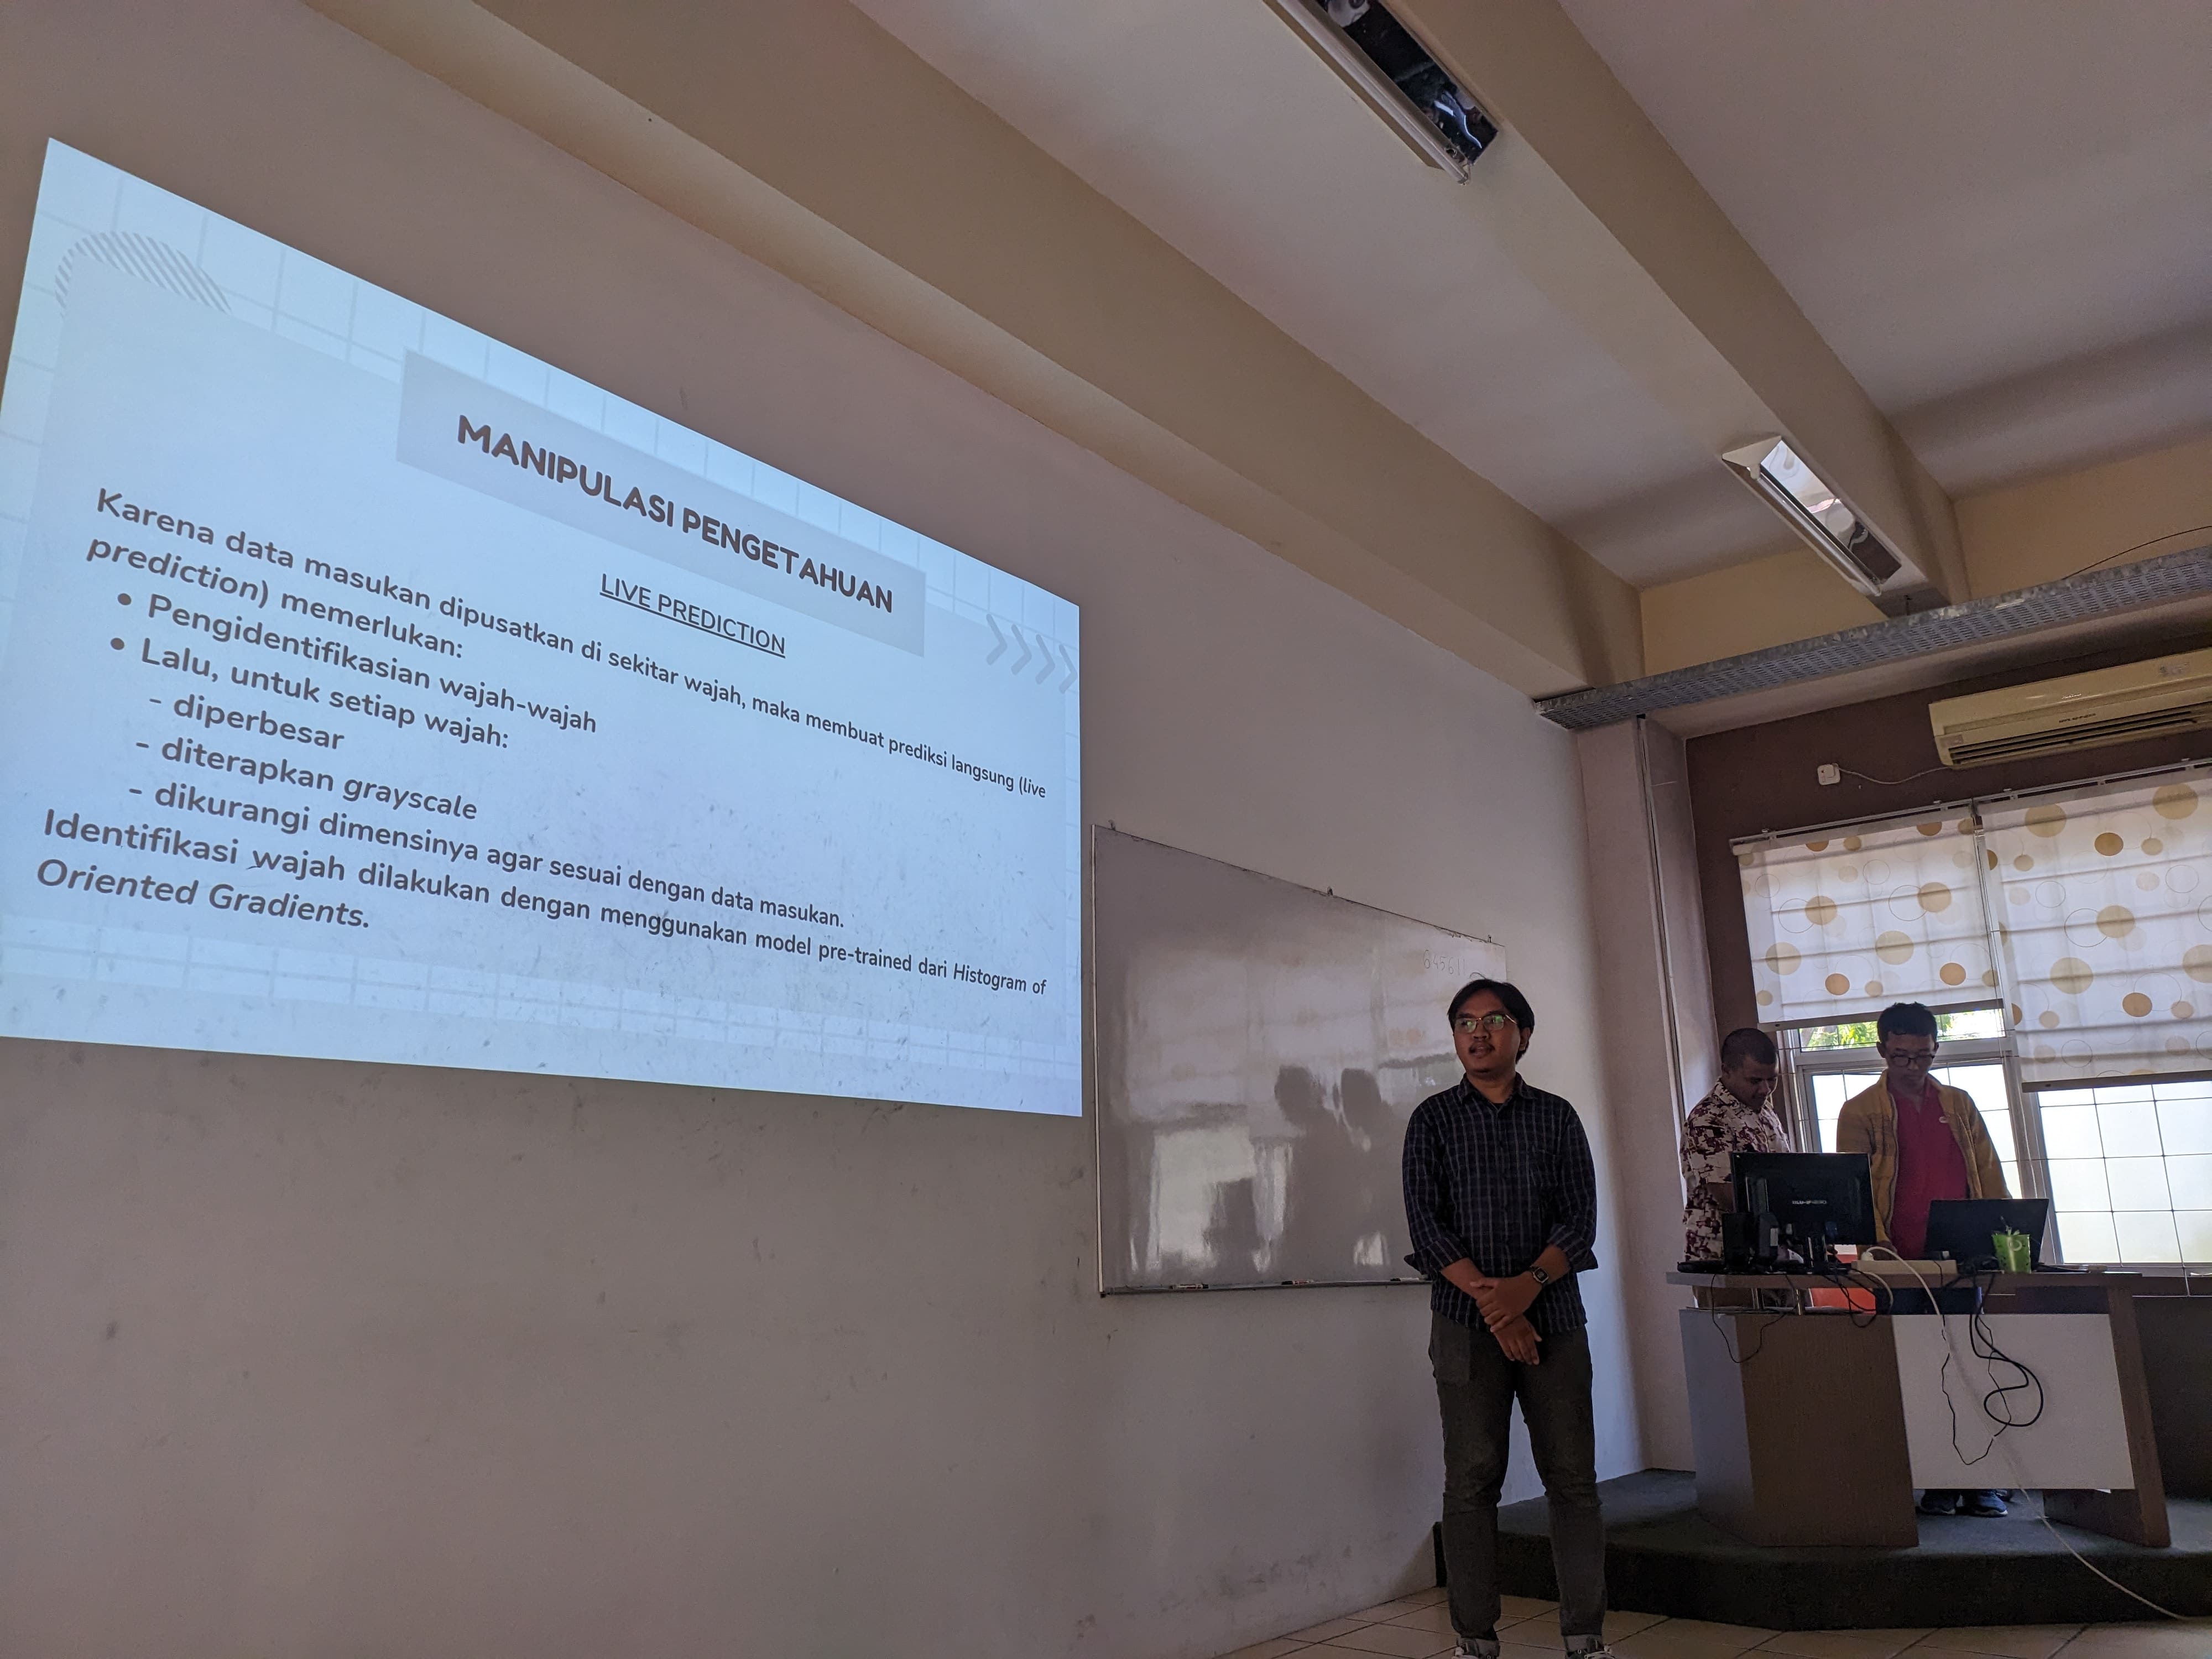 MANIPULASI PENGETAHUAN
LIVE PREDICTION
Karena data masukan dipusatkan di sekitar wajah, maka membuat prediksi langsung (live
prediction) memerlukan:
• Pengidentifikasian wajah-wajah
• Lalu, untuk setiap wajah:
- diperbesar
- diterapkan grayscale
- dikurangi dimensinya agar sesuai dengan data masukan.
Identifikasi wajah dilakukan dengan menggunakan model pre-trained dari Histogram of
Oriented Gradients.